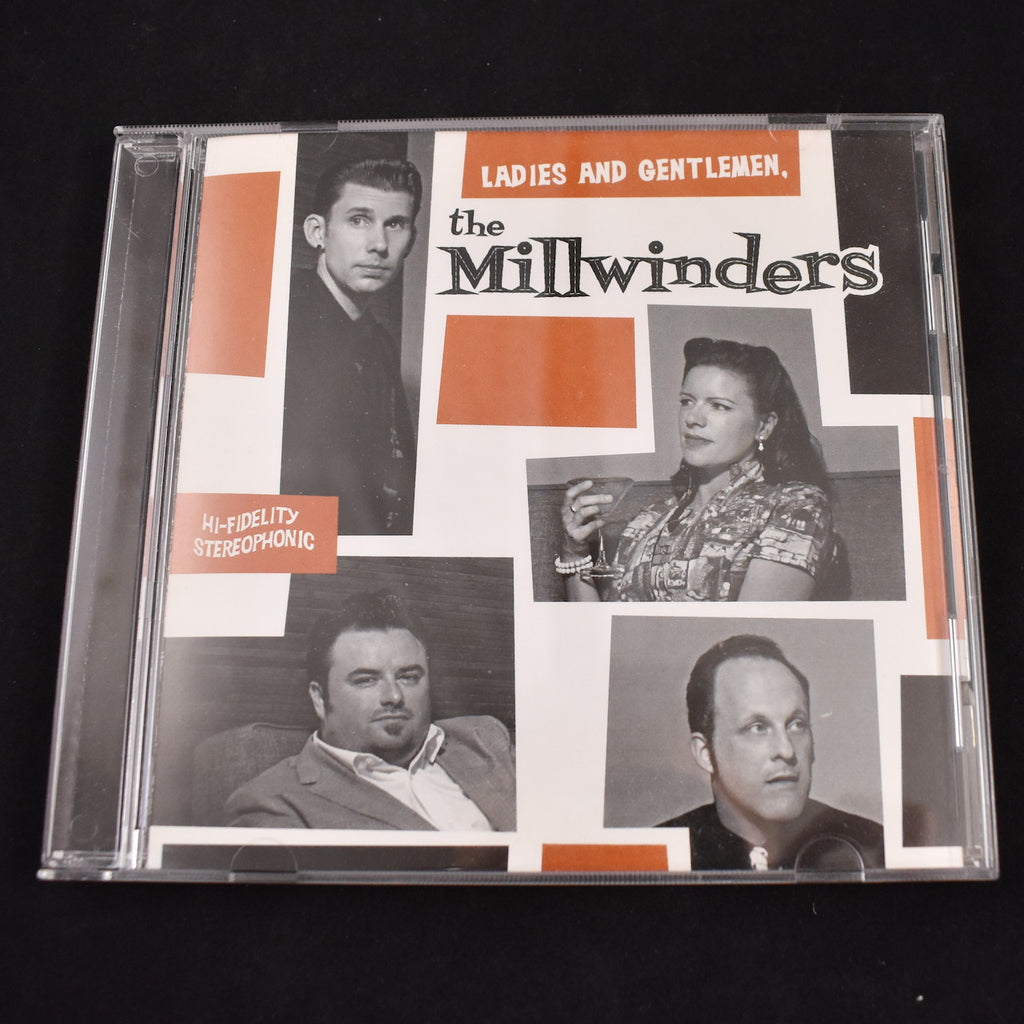 LADIES AND GENTLEMEN,
the
Millwinders
HI-FIDELITY
STEREOPHONIC